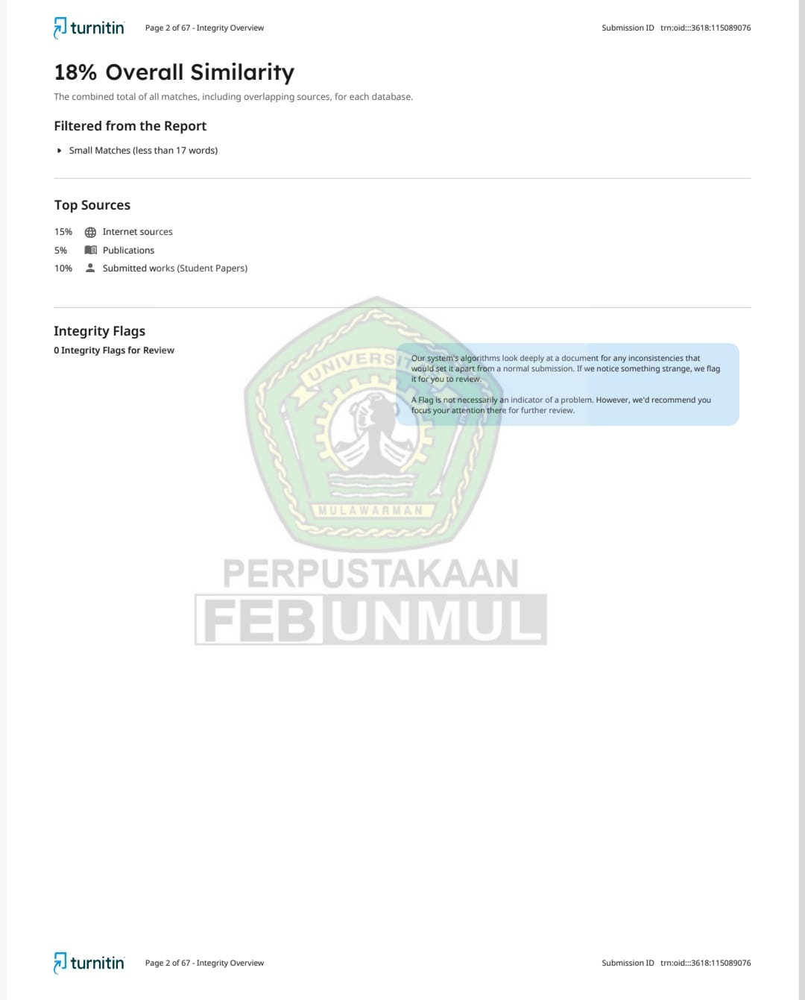 turnitin Page 2 of 67 - Integrity Overview Submission ID trn:oid:::3618:115089076
18% Overall Similarity
The combined total of all matches, including overlapping sources, for each database.
Filtered from the Report
Small Matches (less than 17 words)
Top Sources
15% Internet sources
5% Publications
10% Submitted works (Student Papers)
Integrity Flags
0 Integrity Flags for Review
Our system's algorithms look deeply at a document for any inconsistencies that
would set it apart from a normal submission. If we notice something strange, we flag
it for you to review.
A Flag is not necessarily an indicator of a problem. However, we'd recommend you
focus your attention there for further review.
MULAWARMAN
PERPUSTAKAAN
FEB UNMUL
turnitin Page 2 of 67 - Integrity Overview Submission ID trn:oid:::3618:115089076